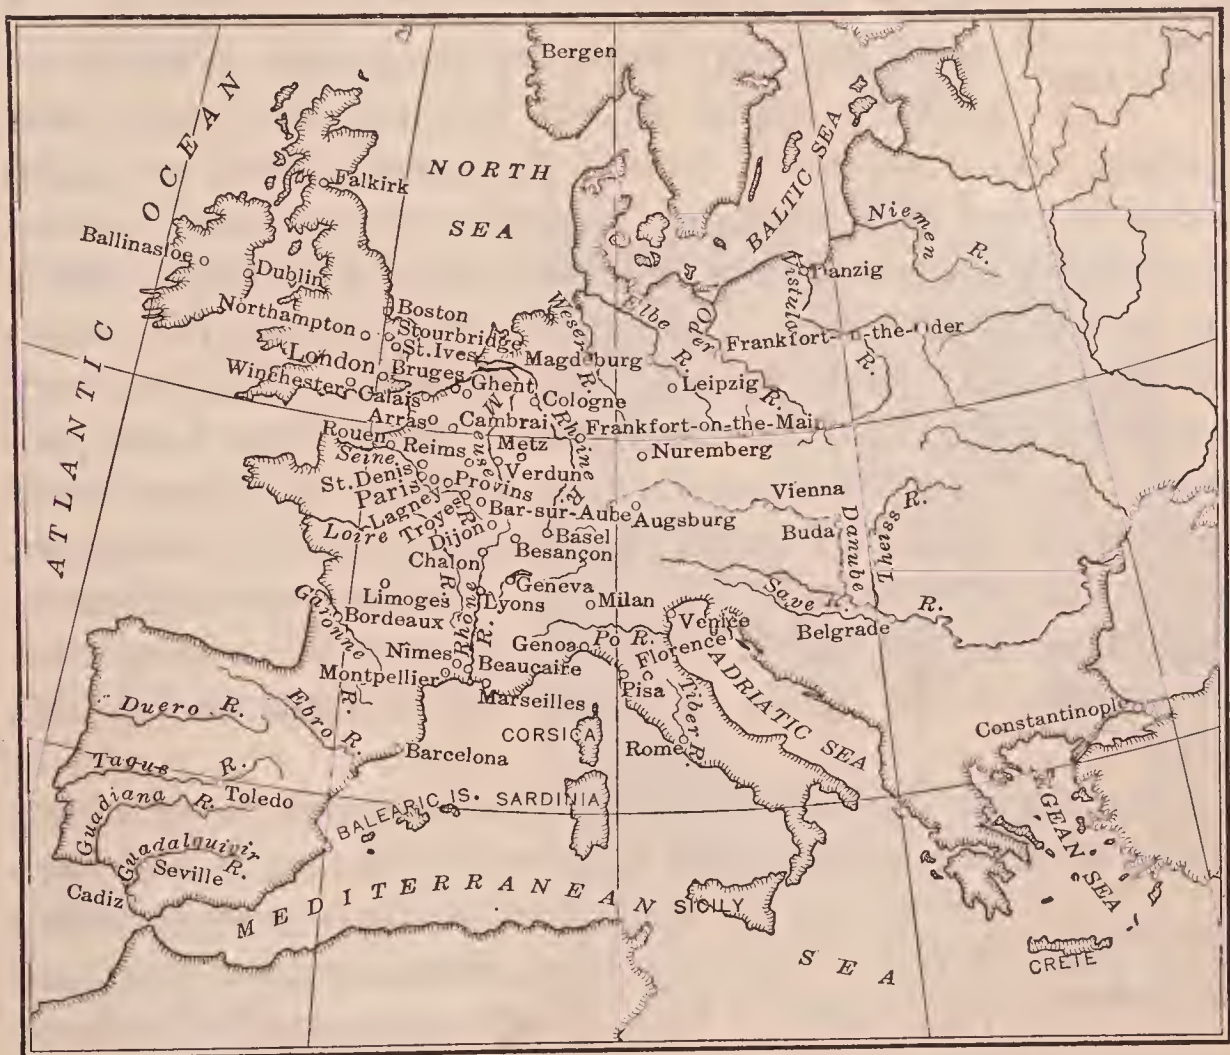 Bergen
ATLANTIC OCEAN
NORTH
SEA
BALTIC SEA
Falkirk
Niemen
R.
Ballinasloe
Dublin
Vistula
Danzig
Northampton
Boston
Stourbridge
St.Ives
Weser
R.
Elbe
R.
Oder
R.
Frankfort-on-the-Oder
R.
London
Bruges
Magdeburg
Winchester
Calais
Ghent
Cologne
Leipzig
Arras
Cambrai
Meuse
R.
Rhine
R.
Frankfort-on-the-Main
Rouen
Reims
Metz
Nuremberg
Seine
St.Denis
Verdun
Paris
Provins
Lagney
Troyes
Bar-sur-Aube
Augsburg
Vienna
Loire
R.
Dijon
Basel
Buda
Danube
Theiss R.
Chalon
Besançon
Geneva
Limoges
Lyons
Milan
Save R.
R.
Garonne
R.
Bordeaux
Rhone
R.
Venice
Belgrade
Genoa
Po R.
Florence
Nîmes
Beaucaire
Montpellier
Marseilles
Pisa
Tiber R.
ADRIATIC SEA
Ebro R.
Duero R.
CORSICA
Rome
Constantinopl
Barcelona
Tagus R.
Toledo
BALEARIC IS.
SARDINIA
Guadiana R.
Guadalquivir
R.
Seville
Cadiz
MEDITERRANEAN
SEA
SICILY
ÆGEAN SEA
CRETE